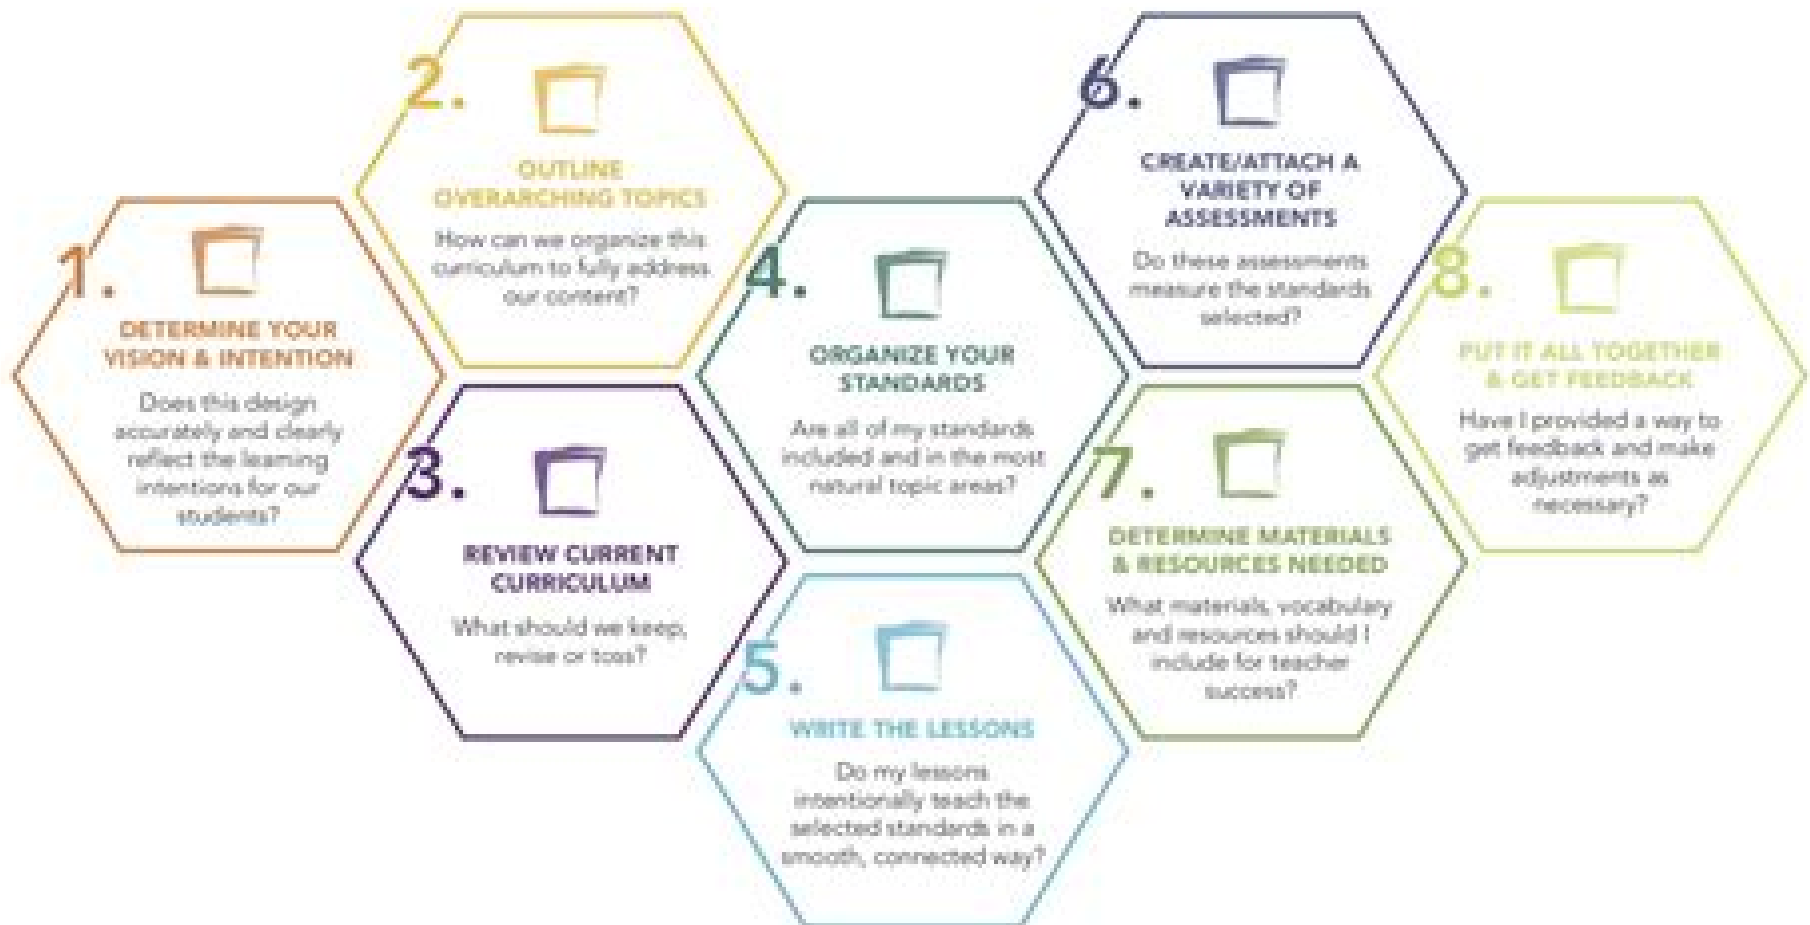 1.
DETERMINE YOUR
VISION & INTENTION
Does this design
accurately and clearly
reflect the learning
intentions for our
students?
2.
OUTLINE
OVERARCHING TOPICS
How can we organize this
curriculum to fully address
our content?
3.
REVIEW CURRENT
CURRICULUM
What should we keep,
revise or toss?
4.
ORGANIZE YOUR
STANDARDS
Are all of my standards
included and in the most
natural topic areas?
5.
WRITE THE LESSONS
Do my lessons
intentionally teach the
selected standards in a
smooth, connected way?
6.
CREATE/ATTACH A
VARIETY OF
ASSESSMENTS
Do these assessments
measure the standards
selected?
7.
DETERMINE MATERIALS
& RESOURCES NEEDED
What materials, vocabulary
and resources should I
include for teacher
success?
8.
PUT IT ALL YOGETHER
& GET FEEDBACK
Have I provided a way to
get feedback and make
adjustments as
necessary?